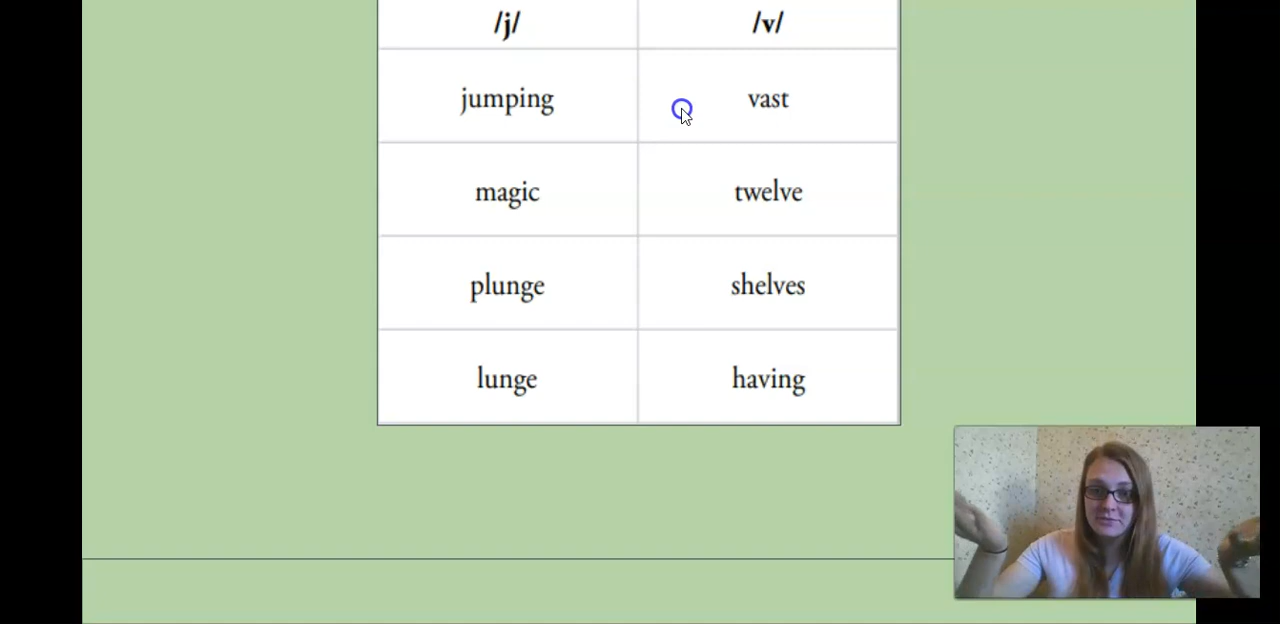 /j/ /v/
jumping vast
magic twelve
plunge shelves
lunge having